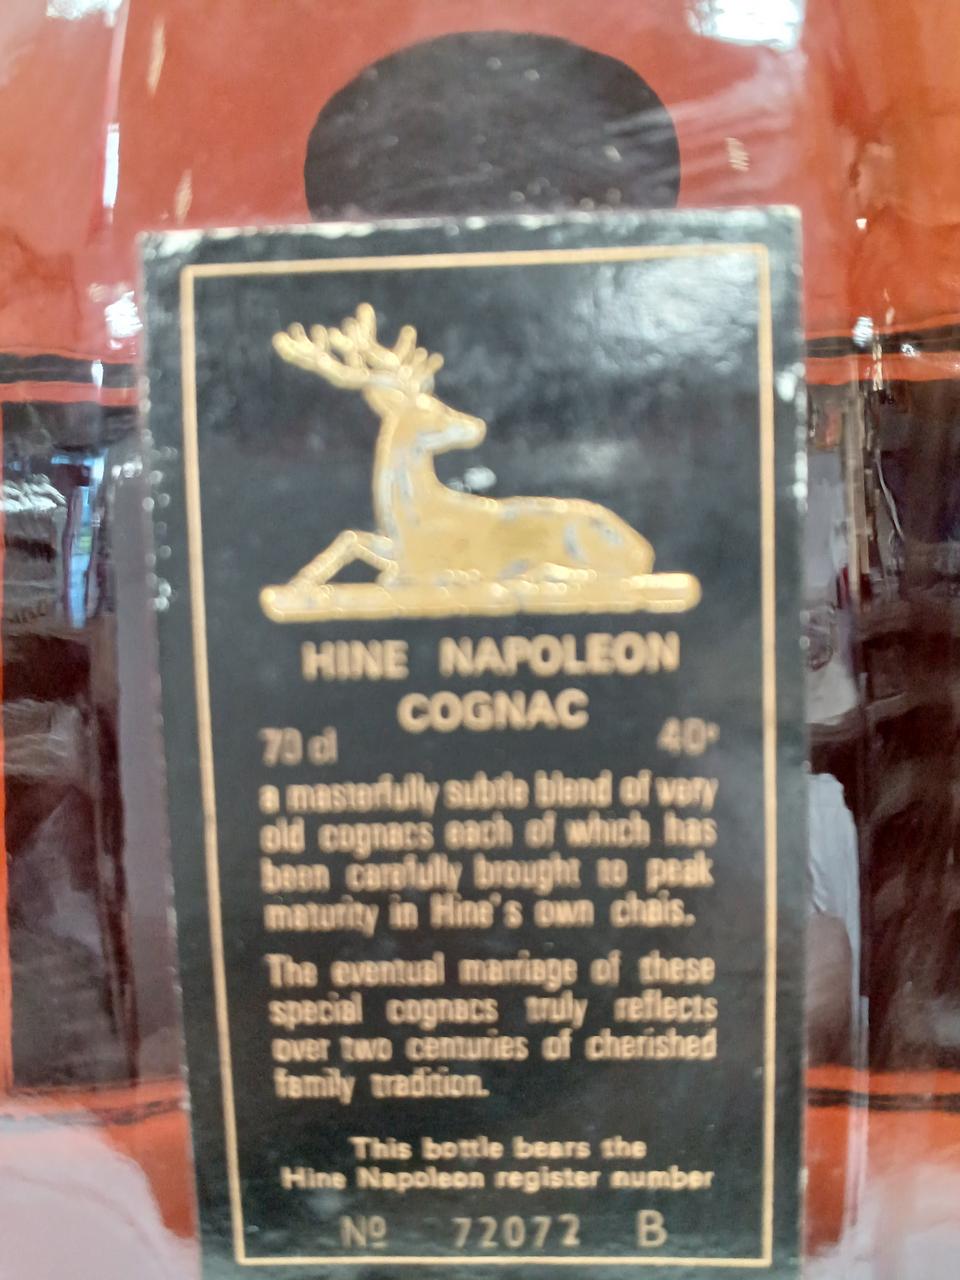 HINE NAPOLEON
COGNAC
70 cl 40°
a masterfully subtle blend of very
old cognacs each of which has
been carefully brought to peak
maturity in Hine's own chais.
The eventual marriage of these
special cognacs truly reflects
over two centuries of cherished
family tradition.
This bottle bears the
Hine Napoleon register number
Nº 72072 B